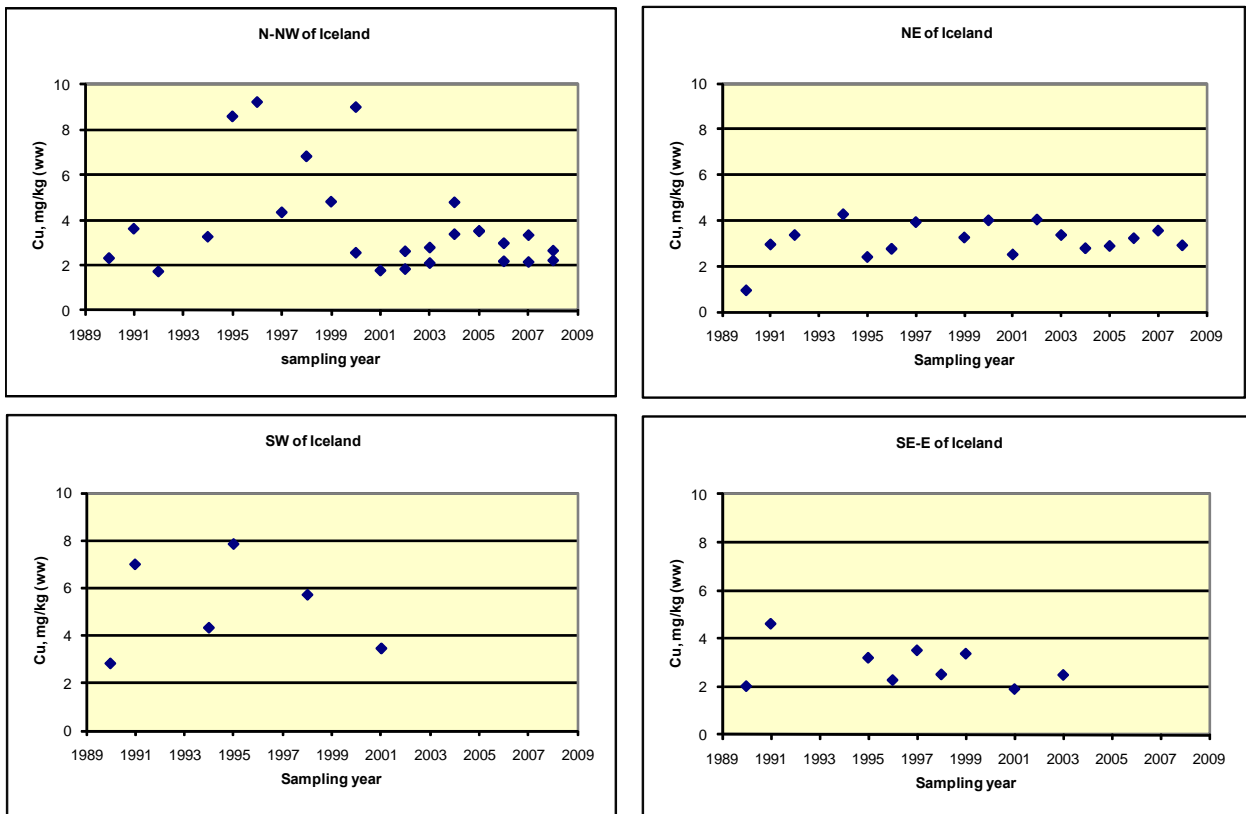 N-NW of Iceland
Cu, mg/kg (ww)
10
8
6
4
2
0
1989 1991 1993 1995 1997 1999 2001 2003 2005 2007 2009
sampling year
NE of Iceland
Cu, mg/kg (ww)
10
8
6
4
2
0
1989 1991 1993 1995 1997 1999 2001 2003 2005 2007 2009
Sampling year
SW of Iceland
Cu, mg/kg (ww)
10
8
6
4
2
0
1989 1991 1993 1995 1997 1999 2001 2003 2005 2007 2009
Sampling year
SE-E of Iceland
Cu, mg/kg (ww)
10
8
6
4
2
0
1989 1991 1993 1995 1997 1999 2001 2003 2005 2007 2009
Sampling year